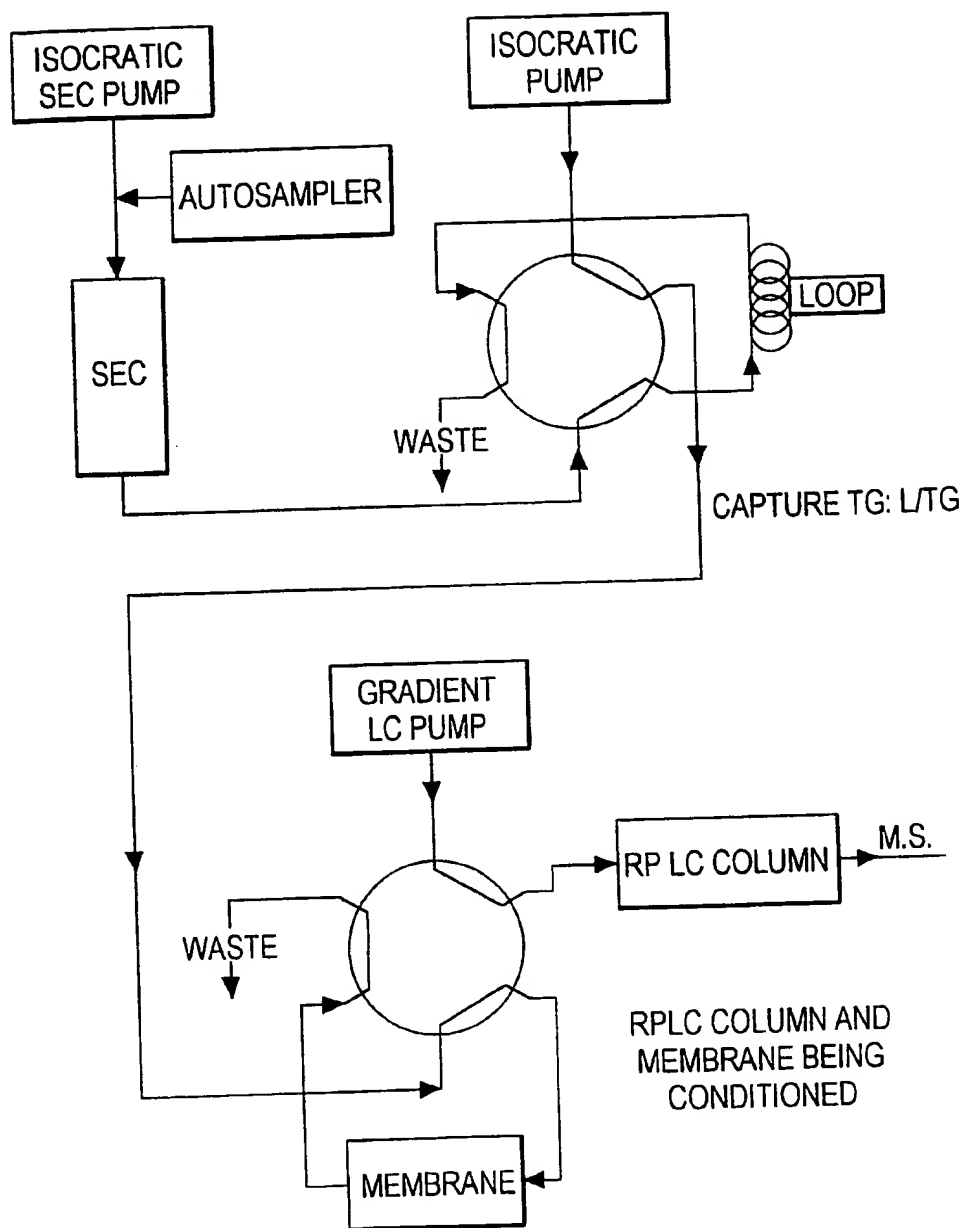 ISOCRATIC
SEC PUMP
ISOCRATIC
PUMP
AUTOSAMPLER
LOOP
SEC
WASTE
CAPTURE TG: L/TG
GRADIENT
LC PUMP
RP LC COLUMN
M.S.
WASTE
RPLC COLUMN AND
MEMBRANE BEING
CONDITIONED
MEMBRANE